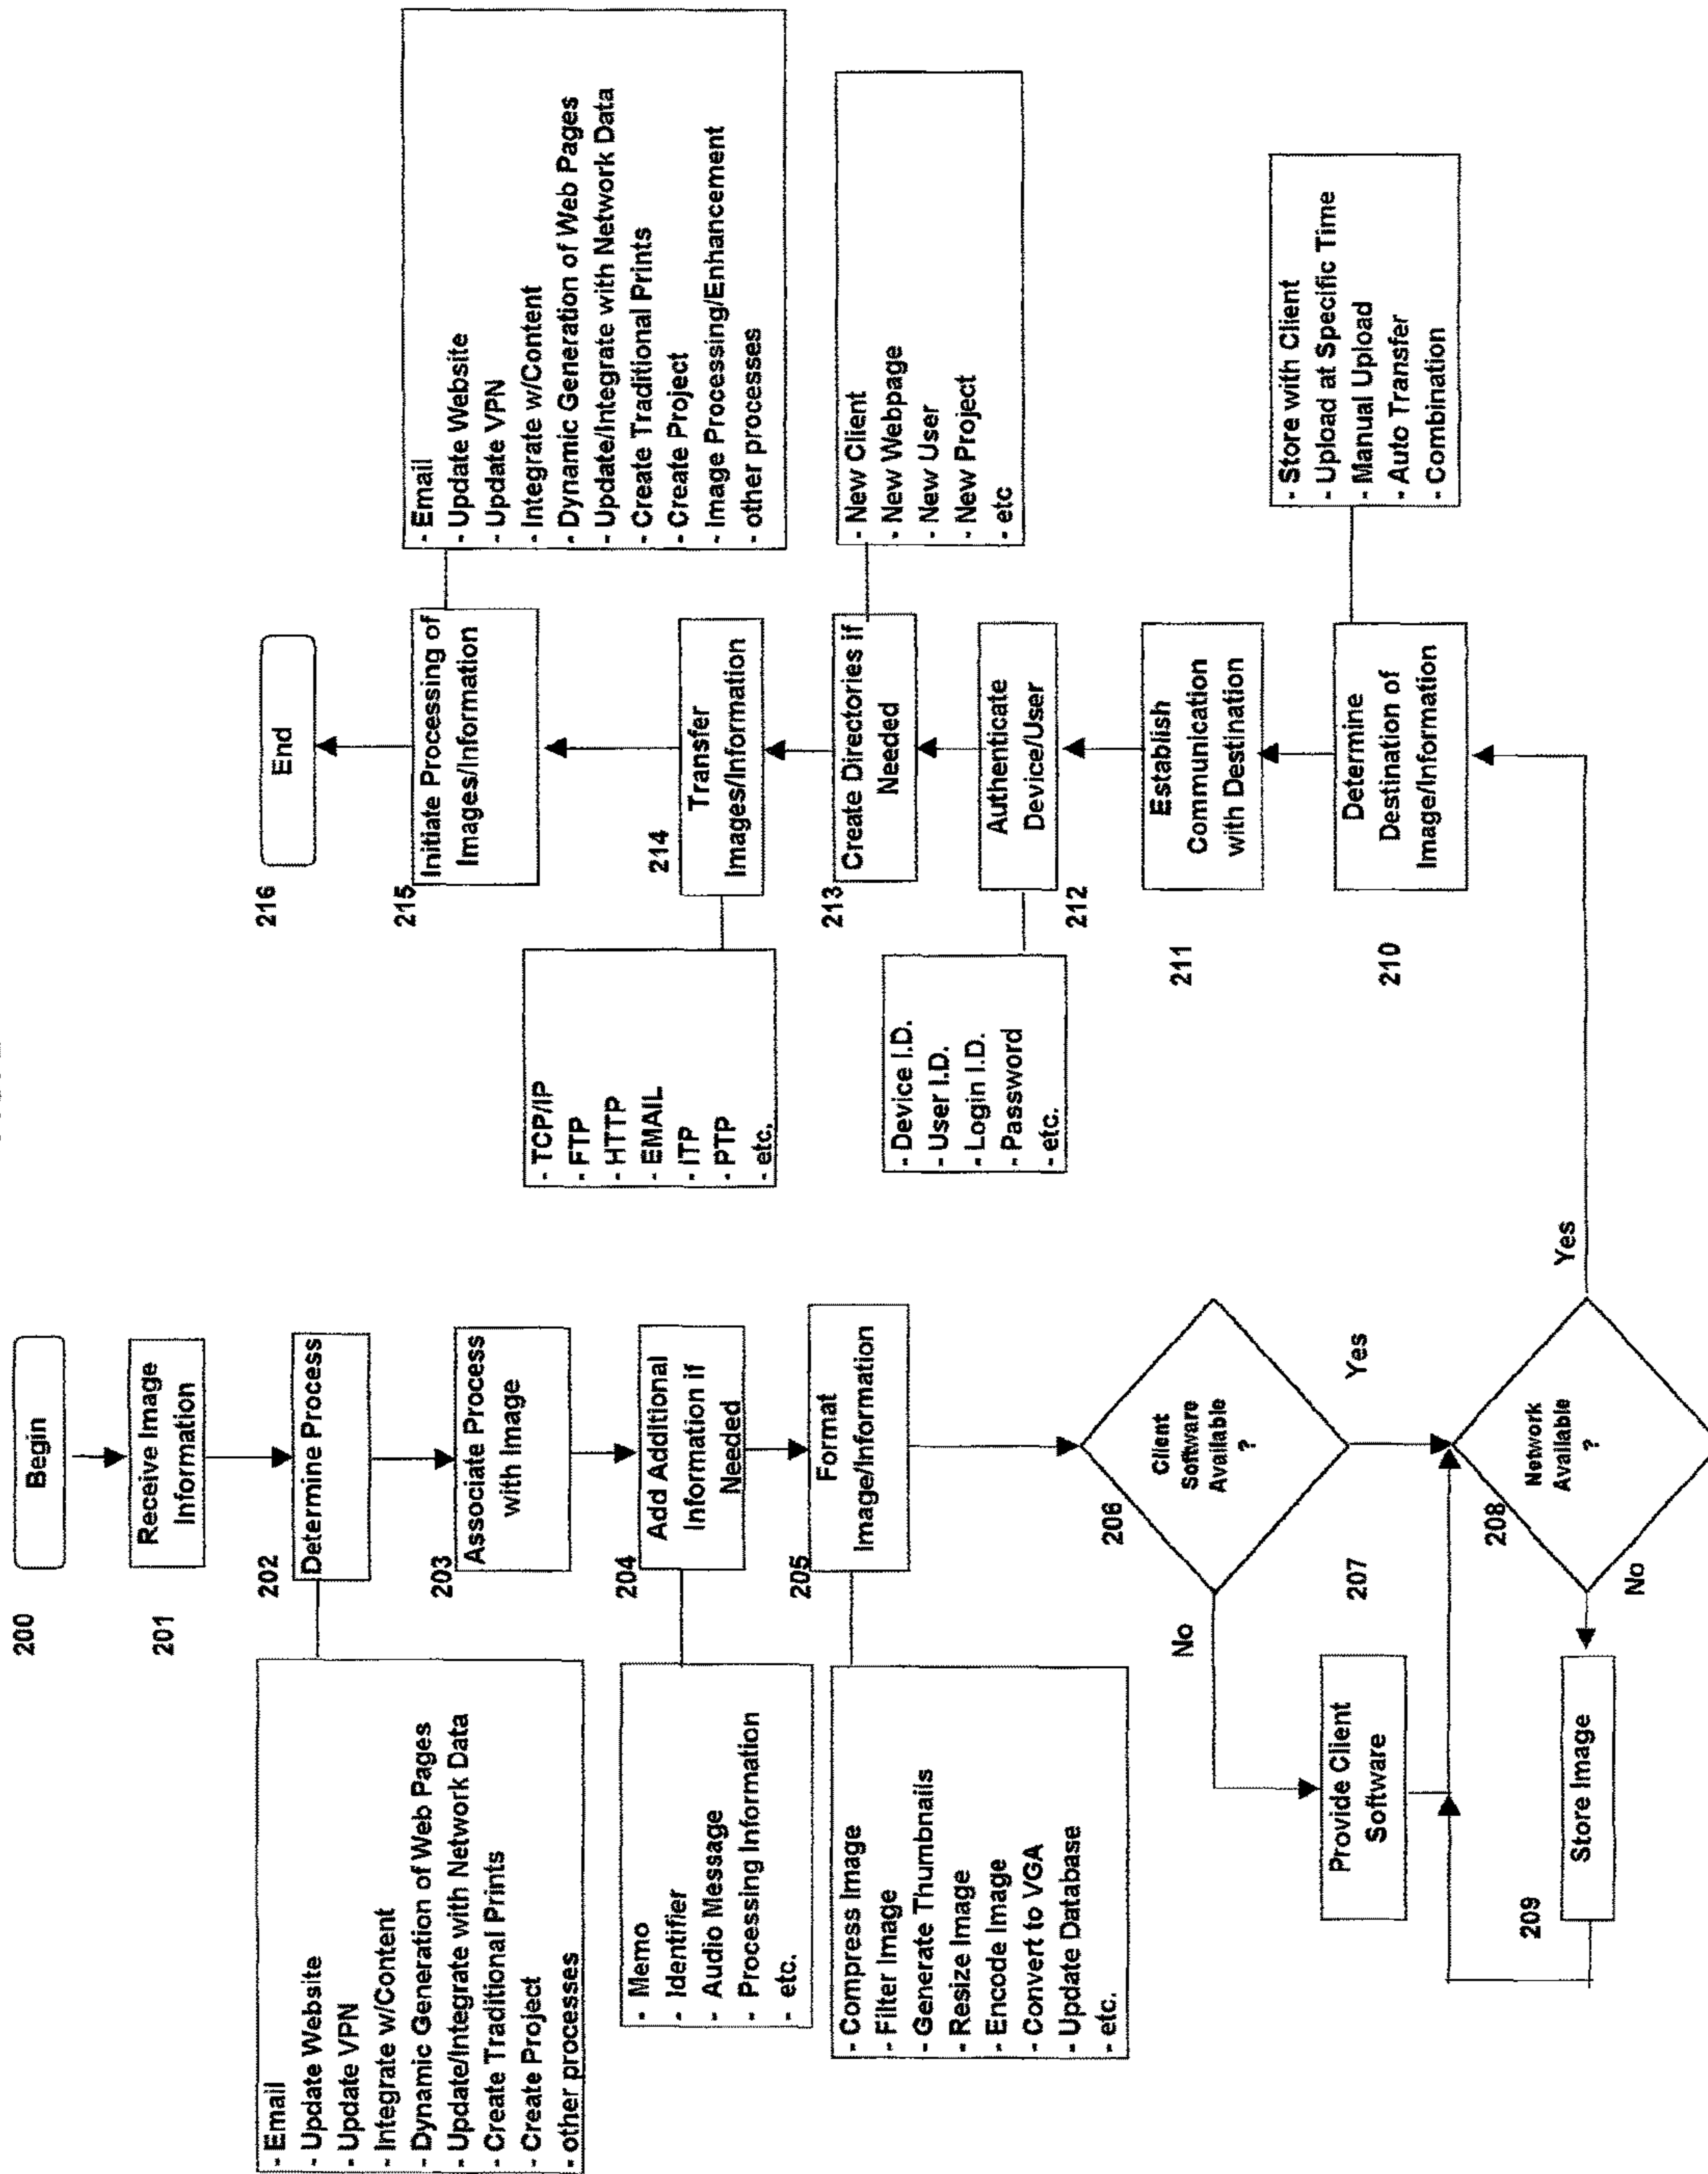 200
Begin
201
Receive Image
Information
202
Determine Process
- Email
- Update Website
- Update VPN
- Integrate w/Content
- Dynamic Generation of Web Pages
- Update/Integrate with Network Data
- Create Traditional Prints
- Create Project
- other processes
203
Associate Process
with Image
204
Add Additional
Information if
Needed
- Memo
- Identifier
- Audio Message
- Processing Information
- etc.
205
Format
Image/Information
- Compress Image
- Filter Image
- Generate Thumbnails
- Resize Image
- Encode Image
- Convert to VGA
- Update Database
- etc.
206
Client
Software
Available
?
No
Yes
207
Provide Client
Software
208
Network
Available
?
No
Yes
209
Store Image
216
End
215
Initiate Processing of
Images/Information
- Email
- Update Website
- Update VPN
- Integrate w/Content
- Dynamic Generation of Web Pages
- Update/Integrate with Network Data
- Create Traditional Prints
- Create Project
- Image Processing/Enhancement
- other processes
214
Transfer
Images/Information
- TCP/IP
- FTP
- HTTP
- EMAIL
- ITP
- PTP
- etc.
213
Create Directories if
Needed
- New Client
- New Webpage
- New User
- New Project
- etc
212
Authenticate
Device/User
- Device I.D.
- User I.D.
- Login I.D.
- Password
- etc.
211
Establish
Communication
with Destination
210
Determine
Destination of
Image/Information
- Store with Client
- Upload at Specific Time
- Manual Upload
- Auto Transfer
- Combination